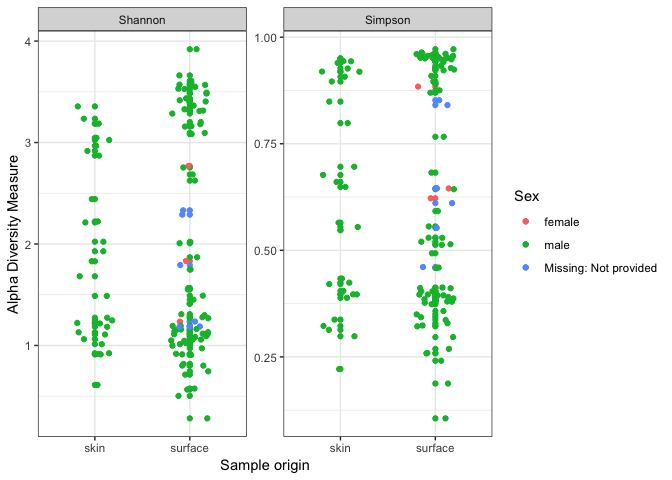 Shannon
Simpson
Alpha Diversity Measure
4
3
2
1
1.00
0.75
0.50
0.25
skin
surface
skin
surface
Sample origin
Sex
female
male
Missing: Not provided